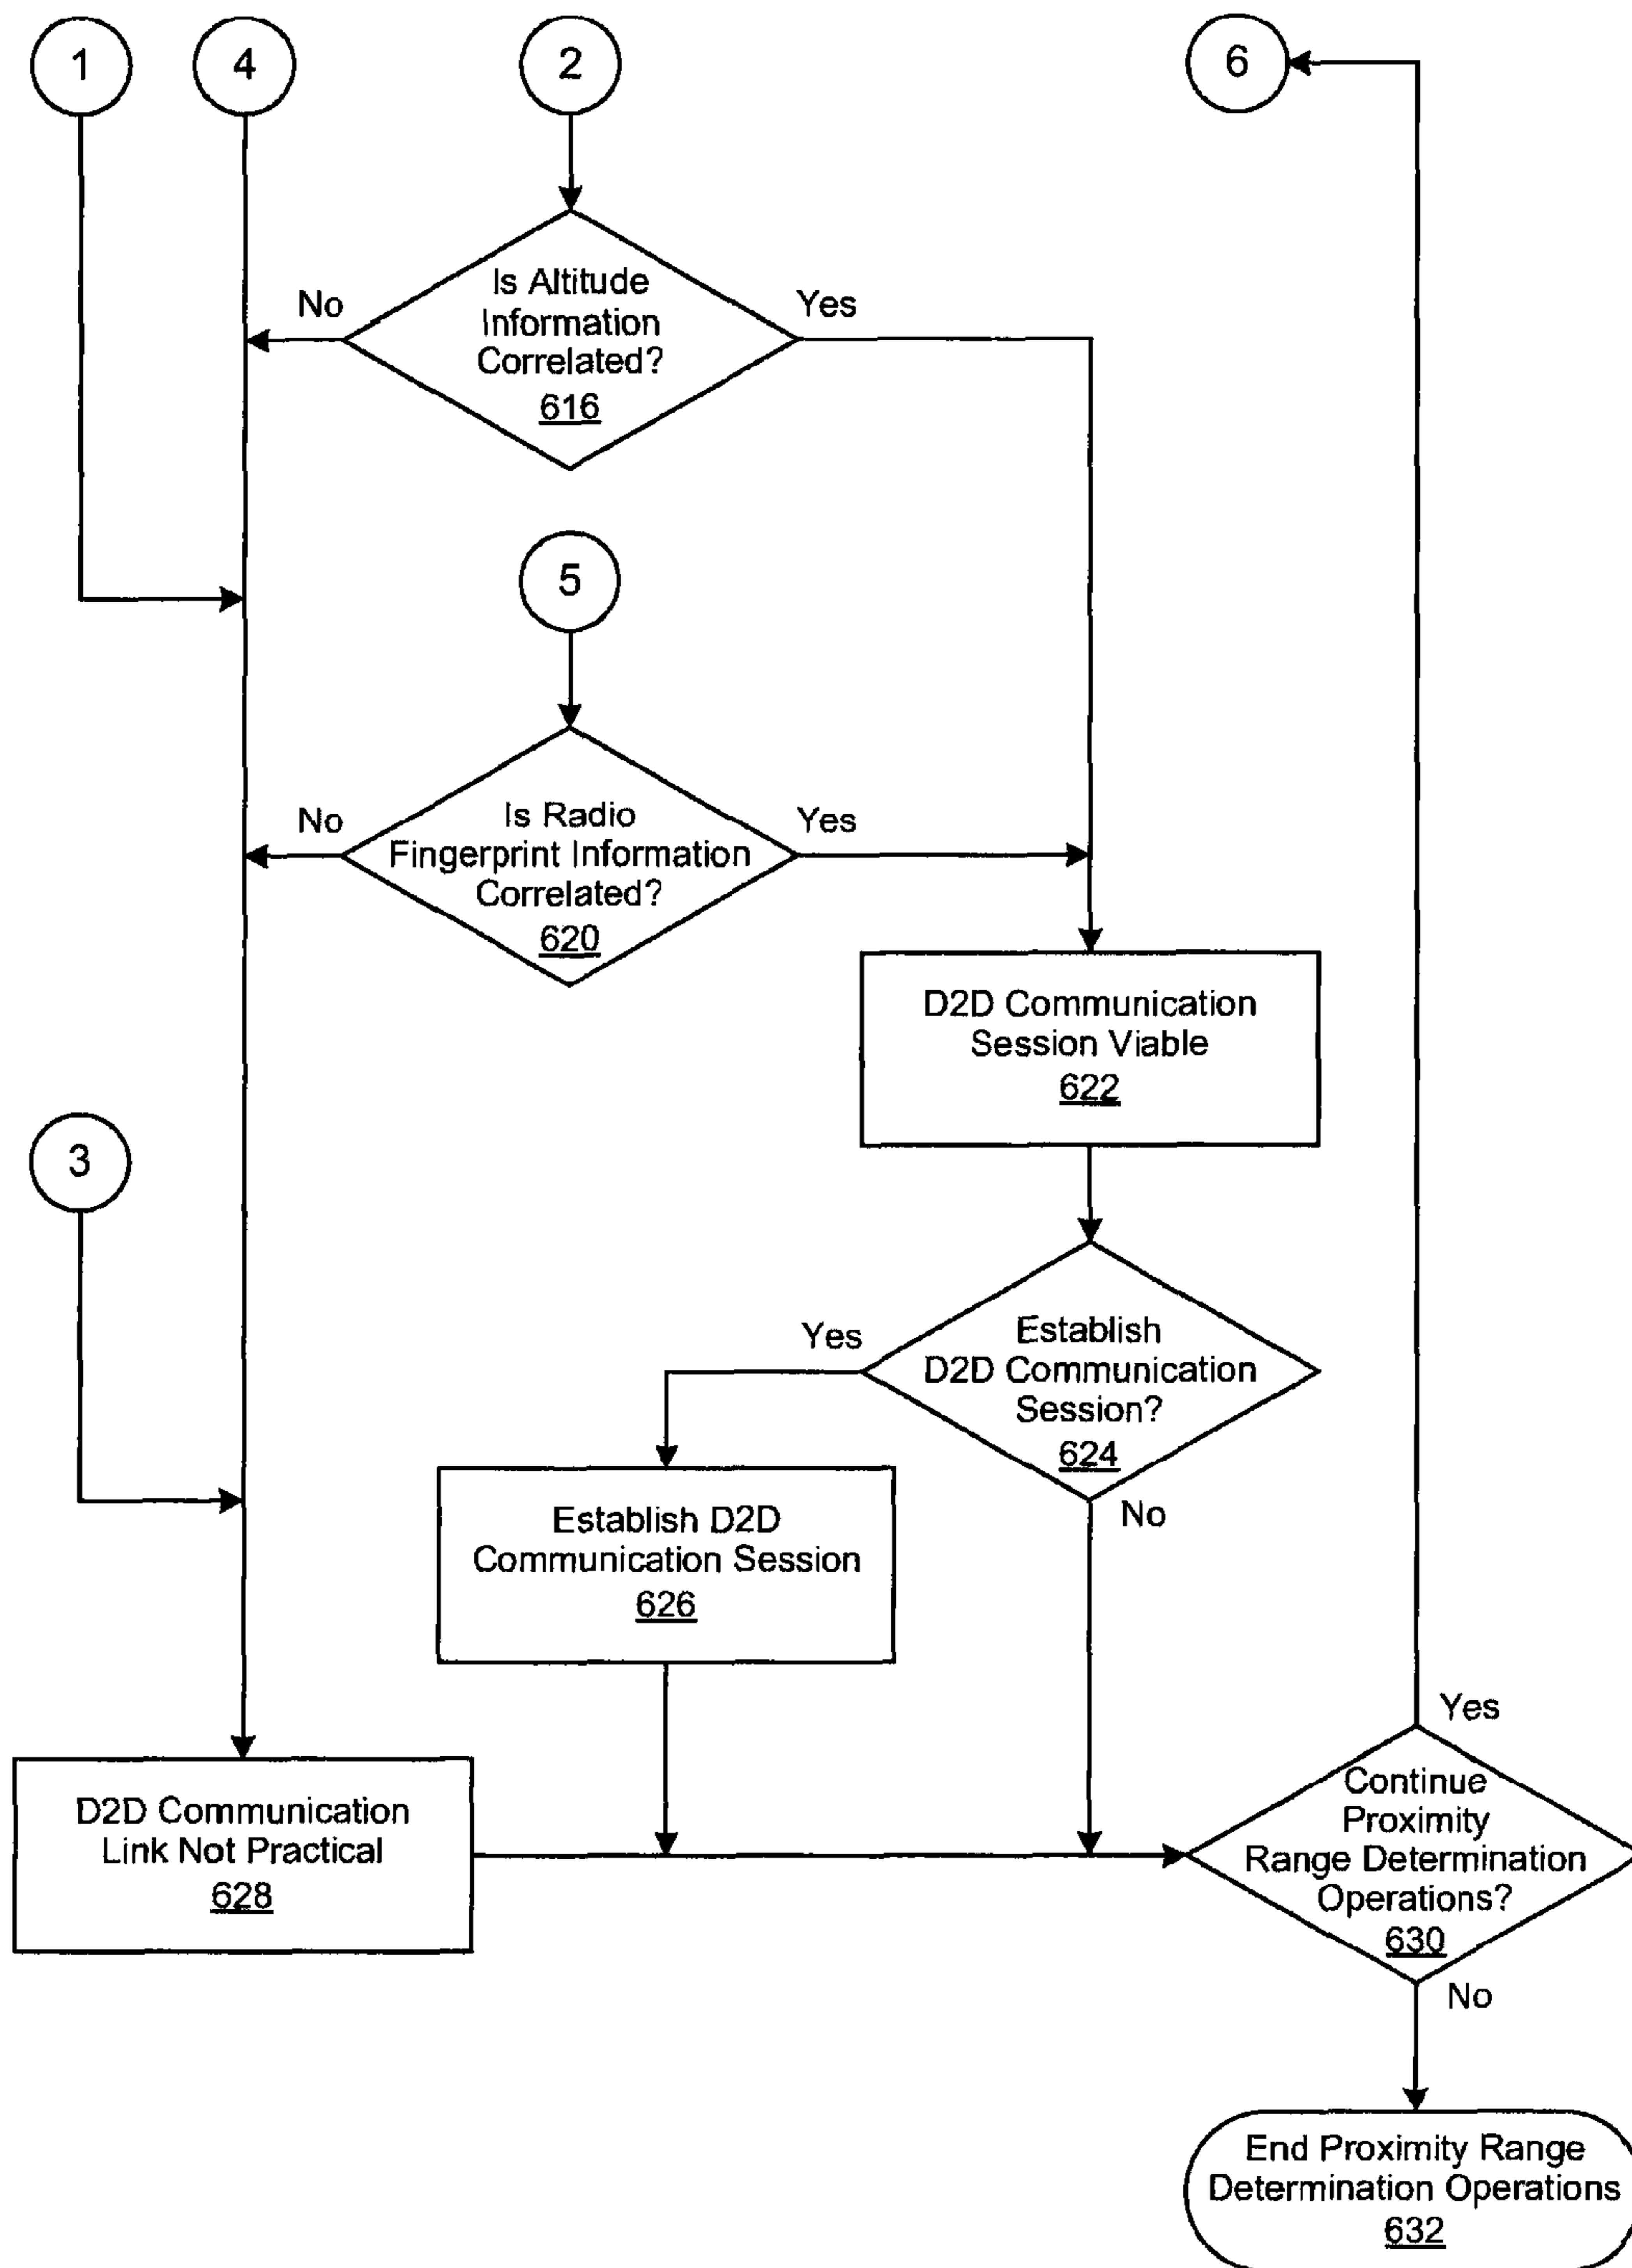 1
4
2
6
Is Altitude
Information
Correlated?
616
No
Yes
5
Is Radio
Fingerprint Information
Correlated?
620
No
Yes
D2D Communication
Session Viable
622
3
Establish
D2D Communication
Session?
624
Yes
No
Establish D2D
Communication Session
626
D2D Communication
Link Not Practical
628
Yes
Continue
Proximity
Range Determination
Operations?
630
No
End Proximity Range
Determination Operations
632